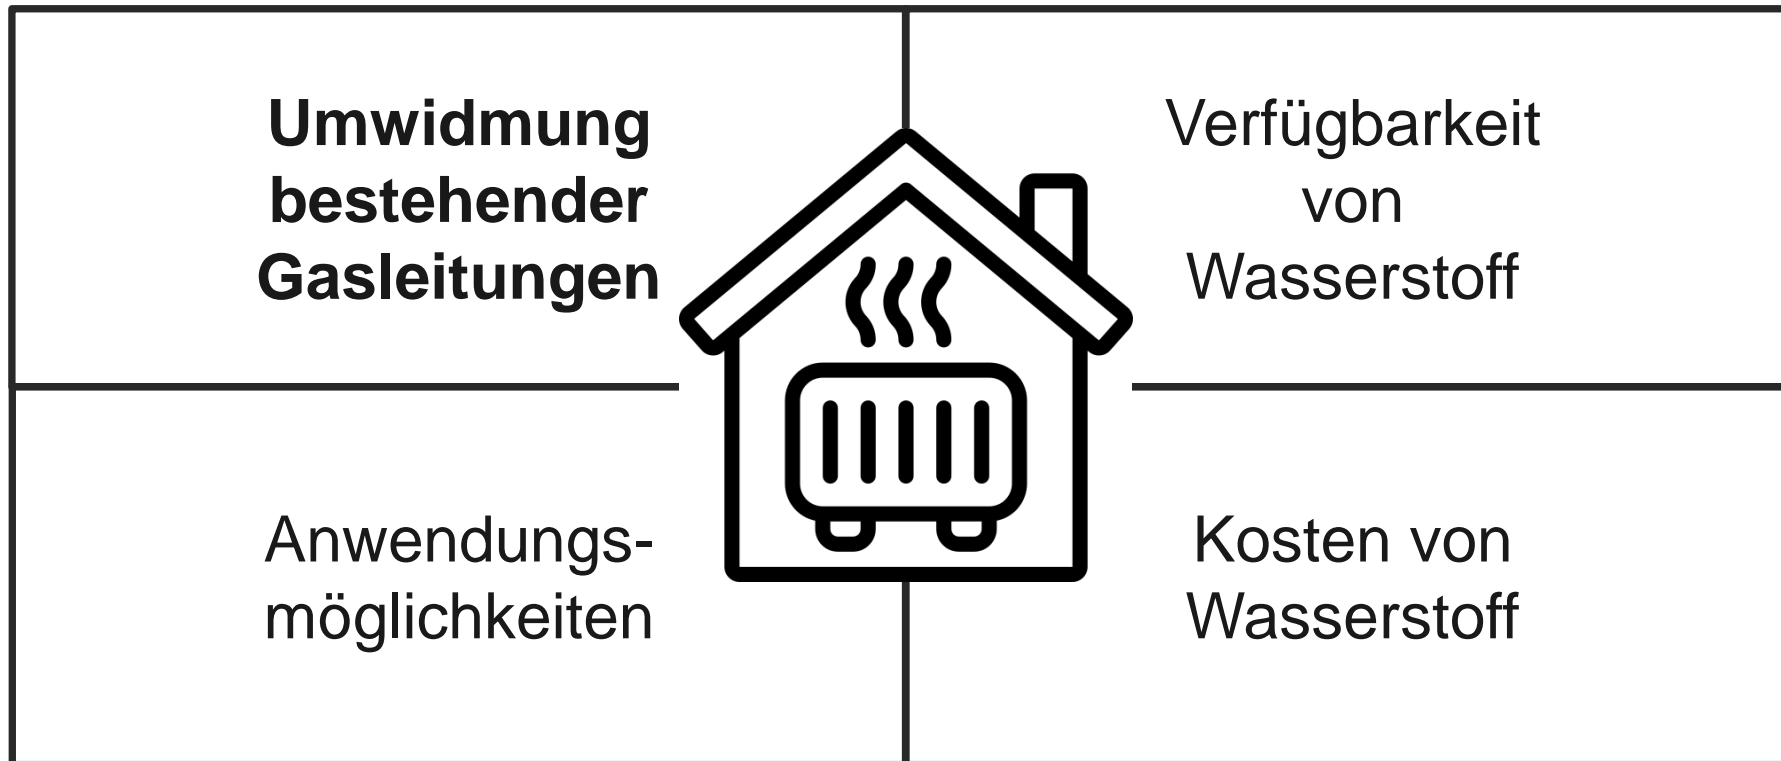 Umwidmung
bestehender
Gasleitungen
Verfügbarkeit
von
Wasserstoff
Anwendungs-
möglichkeiten
Kosten von
Wasserstoff